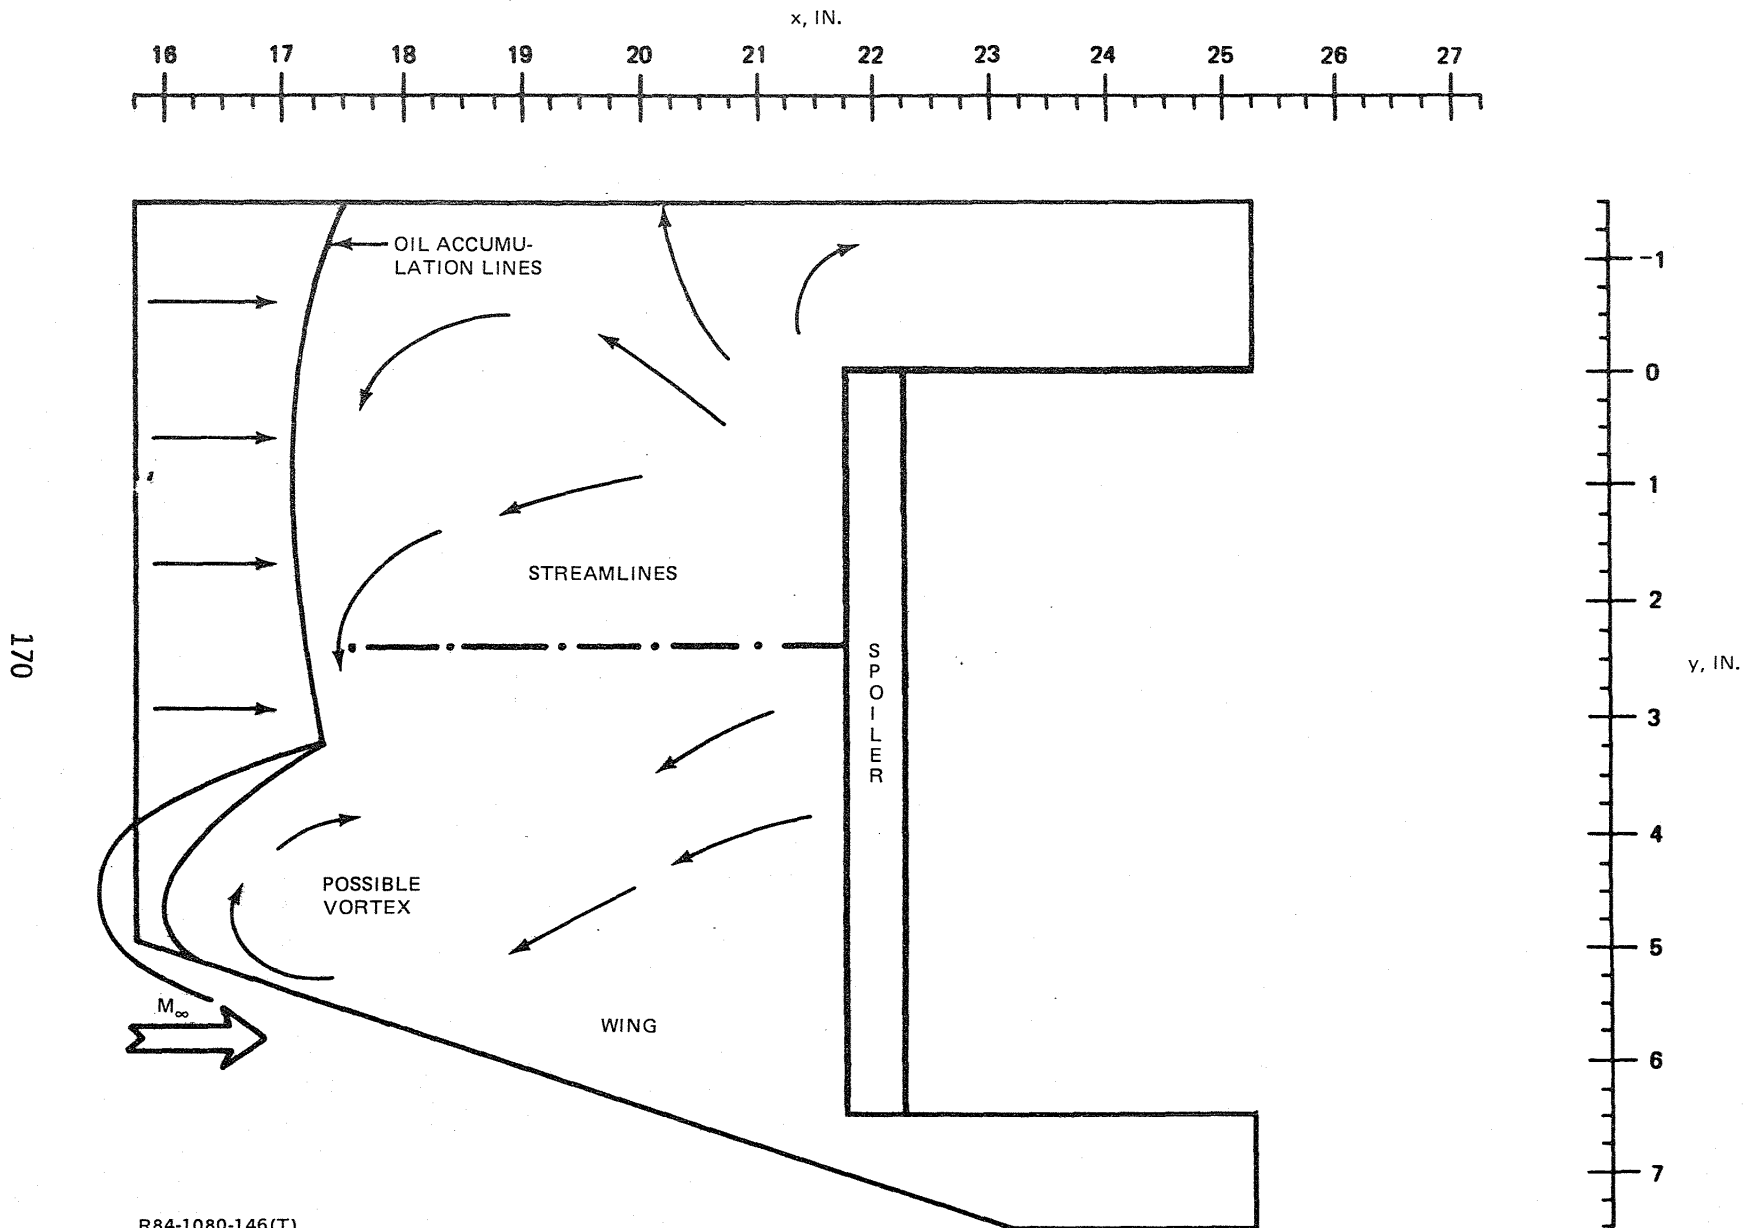 x, IN.
16 17 18 19 20 21 22 23 24 25 26 27
OIL ACCUMU-
LATION LINES
-1
0
1
STREAMLINES
2
SPOILER
y, IN.
170
3
4
POSSIBLE
VORTEX
5
M∞
WING
6
7
R84-1080-146(T)